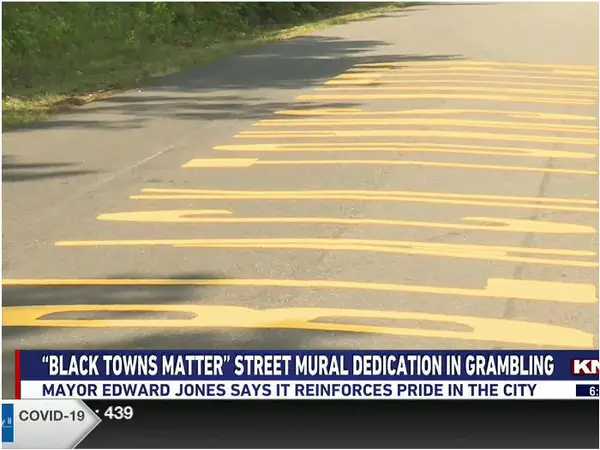 "BLACK TOWNS MATTER" STREET MURAL DEDICATION IN GRAMBLING
MAYOR EDWARD JONES SAYS IT REINFORCES PRIDE IN THE CITY
COVID-19 : 439